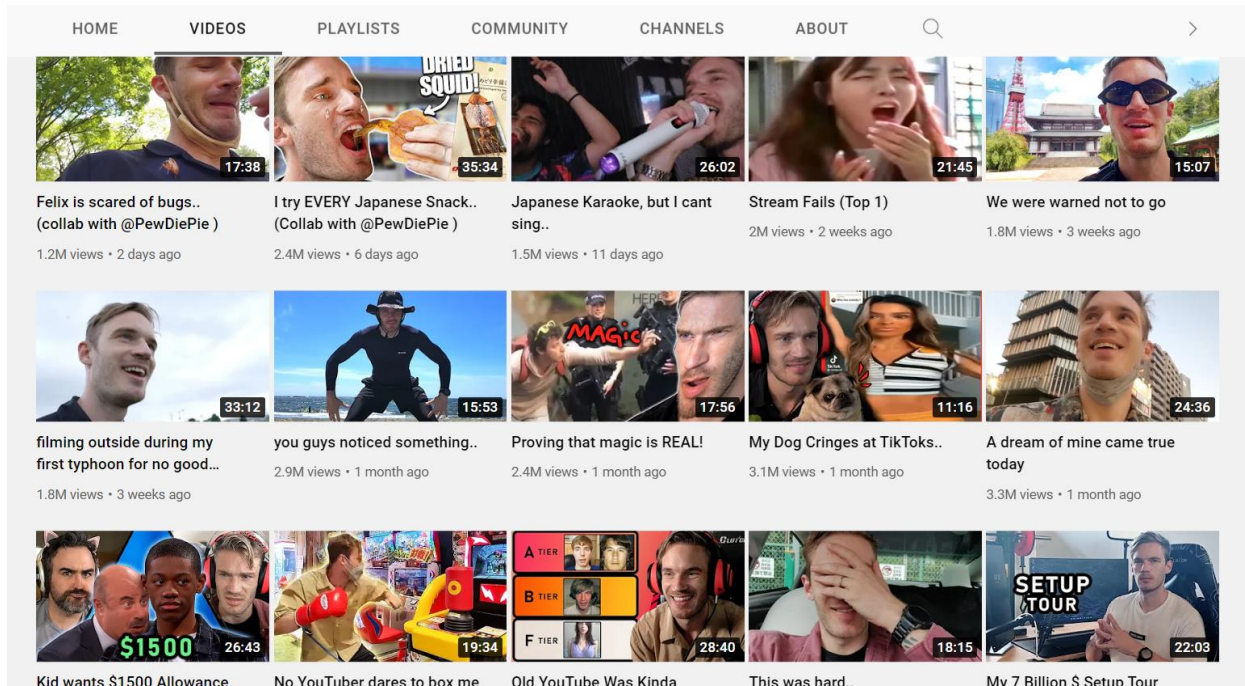 HOME VIDEOS PLAYLISTS COMMUNITY CHANNELS ABOUT
DRIED
SQUID!
17:38 35:34 26:02 21:45 15:07
Felix is scared of bugs.. I try EVERY Japanese Snack.. Japanese Karaoke, but I cant Stream Fails (Top 1) We were warned not to go
(collab with @PewDiePie ) (Collab with @PewDiePie ) sing.. 2M views • 2 weeks ago 1.8M views • 3 weeks ago
1.2M views • 2 days ago 2.4M views • 6 days ago 1.5M views • 11 days ago
HERE
MAGIC
TikTok
33:12 15:53 17:56 11:16 24:36
filming outside during my you guys noticed something.. Proving that magic is REAL! My Dog Cringes at TikToks.. A dream of mine came true
first typhoon for no good… 2.9M views • 1 month ago 2.4M views • 1 month ago 3.1M views • 1 month ago today
1.8M views • 3 weeks ago 3.3M views • 1 month ago
A TIER
B TIER
F TIER
SETUP
TOUR
$1500 26:43 19:34 28:40 18:15 22:03
Kid wants $1500 Allowance. No YouTuber dares to box me Old YouTube Was Kinda This was hard.. My 7 Billion $ Setup Tour